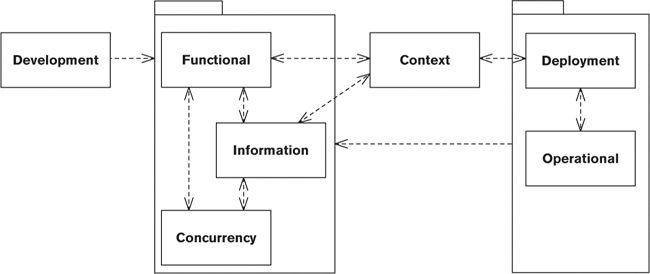 Development
Functional
Context
Deployment
Information
Operational
Concurrency